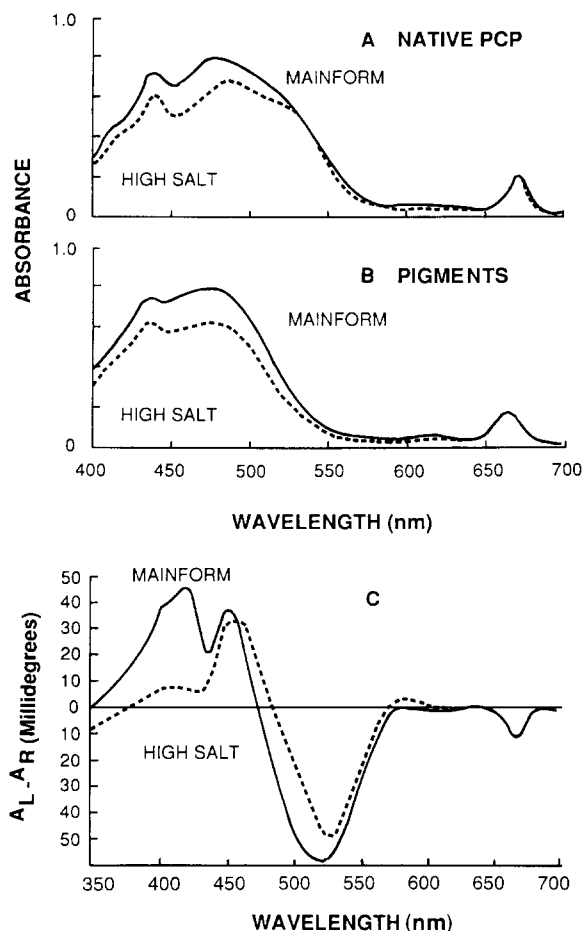 A NATIVE PCP
1.0
MAINFORM
HIGH SALT
0
ABSORBANCE
1.0
B PIGMENTS
MAINFORM
HIGH SALT
0
400 450 500 550 600 650 700
WAVELENGTH (nm)
50
MAINFORM
C
40
30
20
10
0
10
HIGH SALT
20
30
40
50
A_L - A_R (Millidegrees)
350 400 450 520 550 600 650 700
WAVELENGTH (nm)